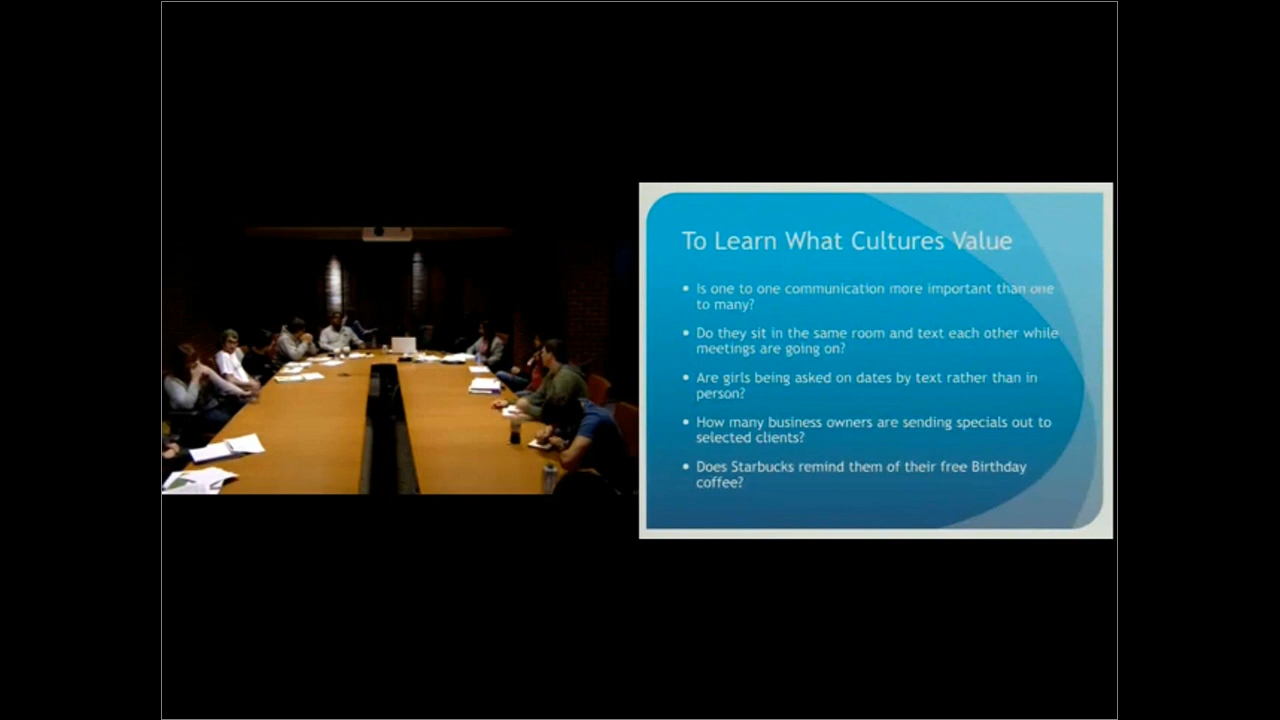 To Learn What Cultures Value
• Is one to one communication more important than one
to many?
• Do they sit in the same room and text each other while
meetings are going on?
• Are girls being asked on dates by text rather than in
person?
• How many business owners are sending specials out to
selected clients?
• Does Starbucks remind them of their free Birthday
coffee?